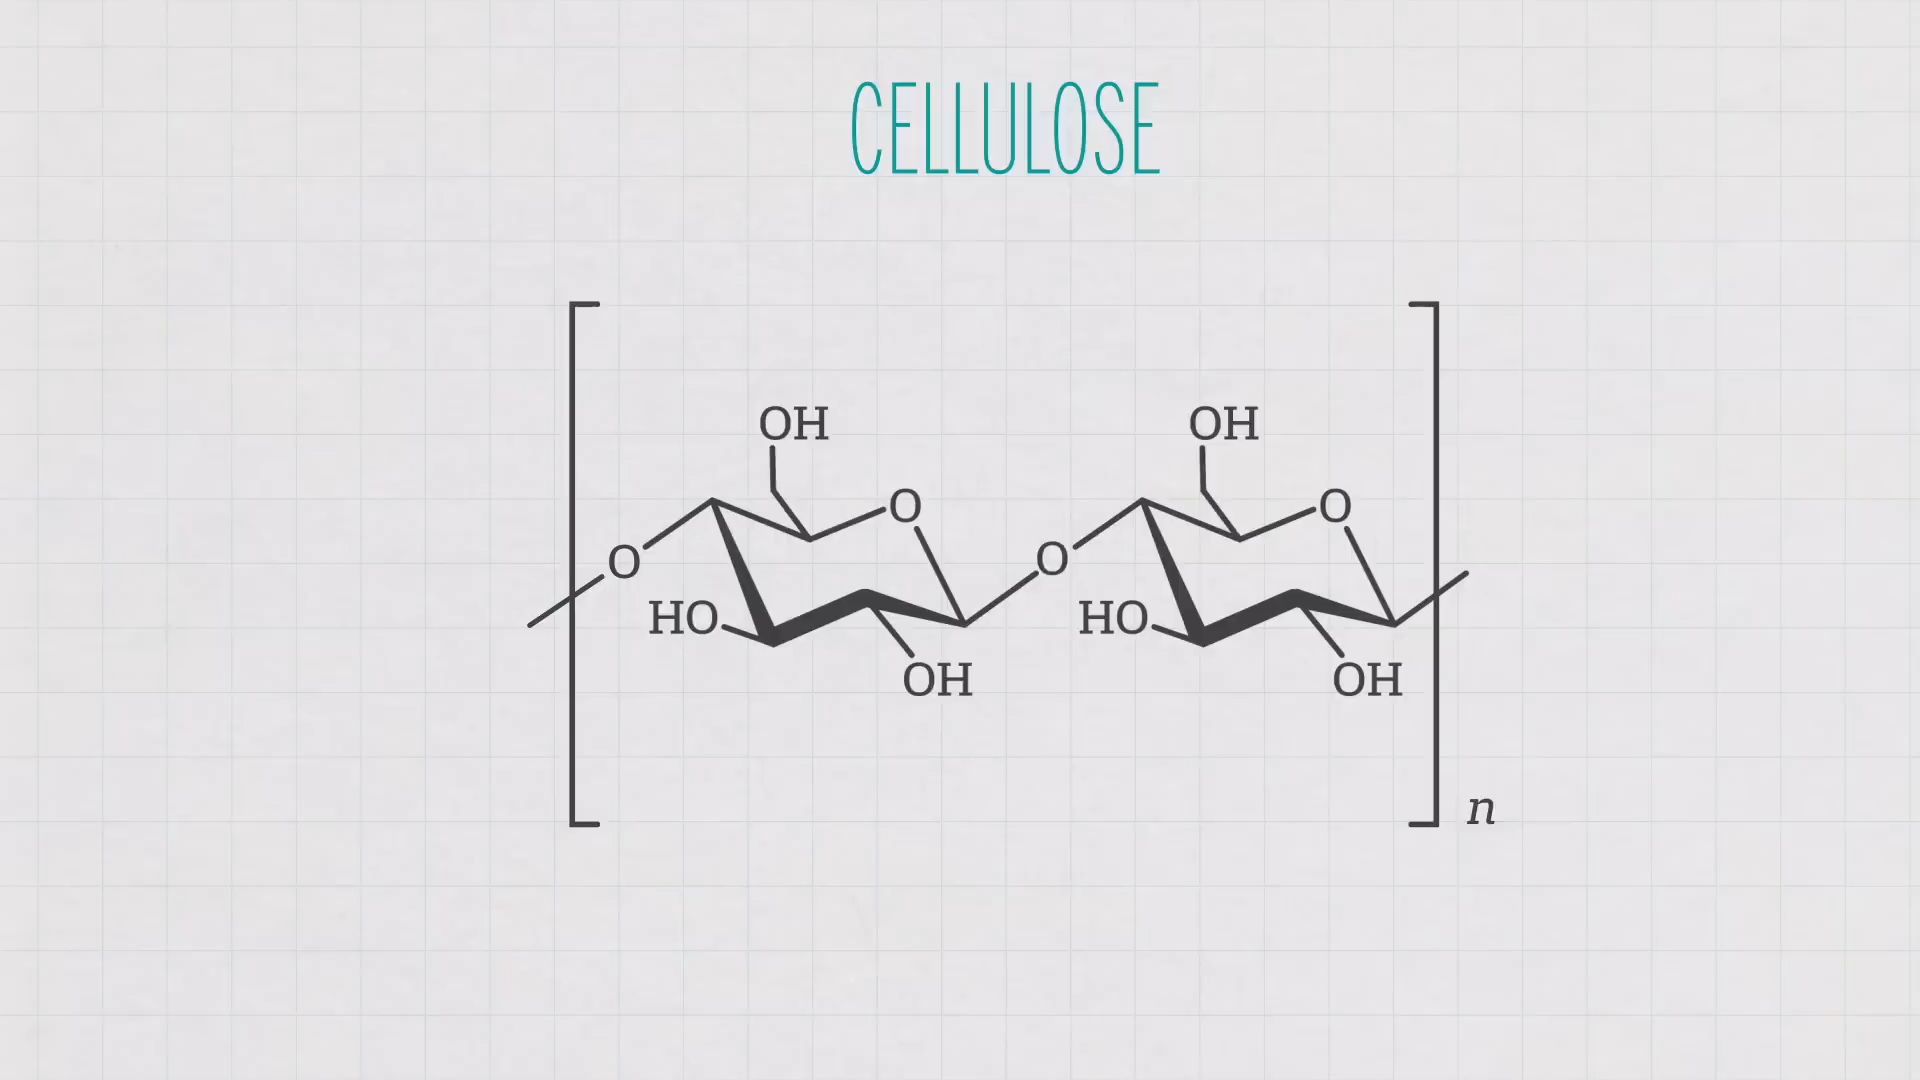 CELLULOSE
OH OH
O O
O O
HO HO
OH OH
n